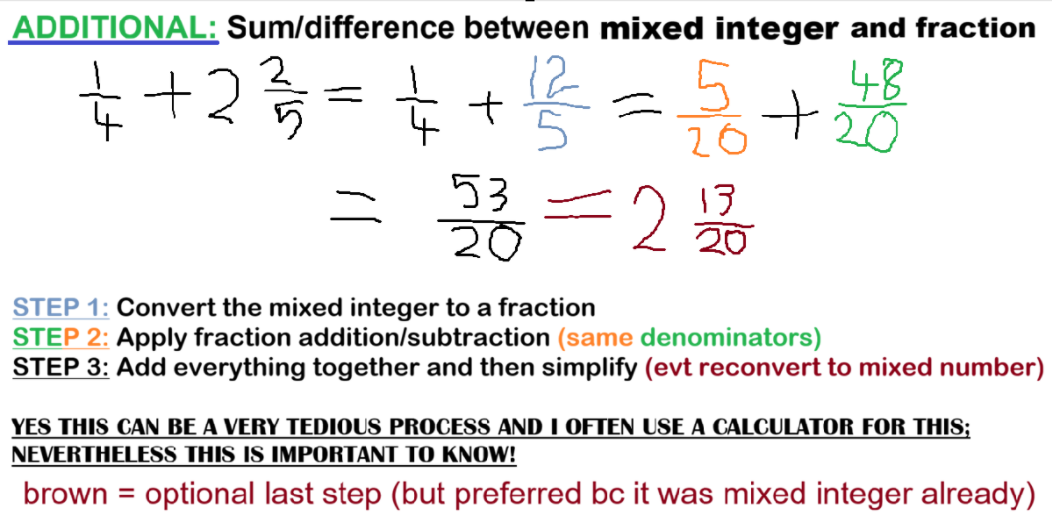 ADDITIONAL: Sum/difference between mixed integer and fraction
1/4 + 2 2/5 = 1/4 + 12/5 = 5/20 + 48/20
= 53/20 = 2 13/20
STEP 1: Convert the mixed integer to a fraction
STEP 2: Apply fraction addition/subtraction (same denominators)
STEP 3: Add everything together and then simplify (evt reconvert to mixed number)
YES THIS CAN BE A VERY TEDIOUS PROCESS AND I OFTEN USE A CALCULATOR FOR THIS;
NEVERTHELESS THIS IS IMPORTANT TO KNOW!
brown = optional last step (but preferred bc it was mixed integer already)